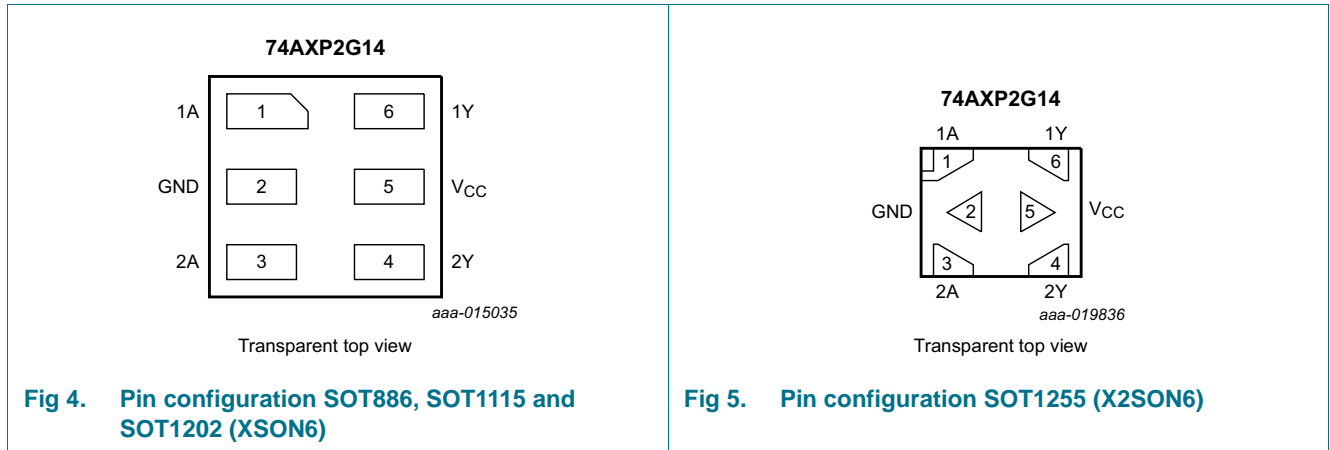 74AXP2G14
1A 1 6 1Y
GND 2 5 VCC
2A 3 4 2Y
aaa-015035
Transparent top view
Fig 4. Pin configuration SOT886, SOT1115 and
SOT1202 (XSON6)
74AXP2G14
1A 1Y
1 6
GND 2 5 VCC
3 4
2A 2Y
aaa-019836
Transparent top view
Fig 5. Pin configuration SOT1255 (X2SON6)